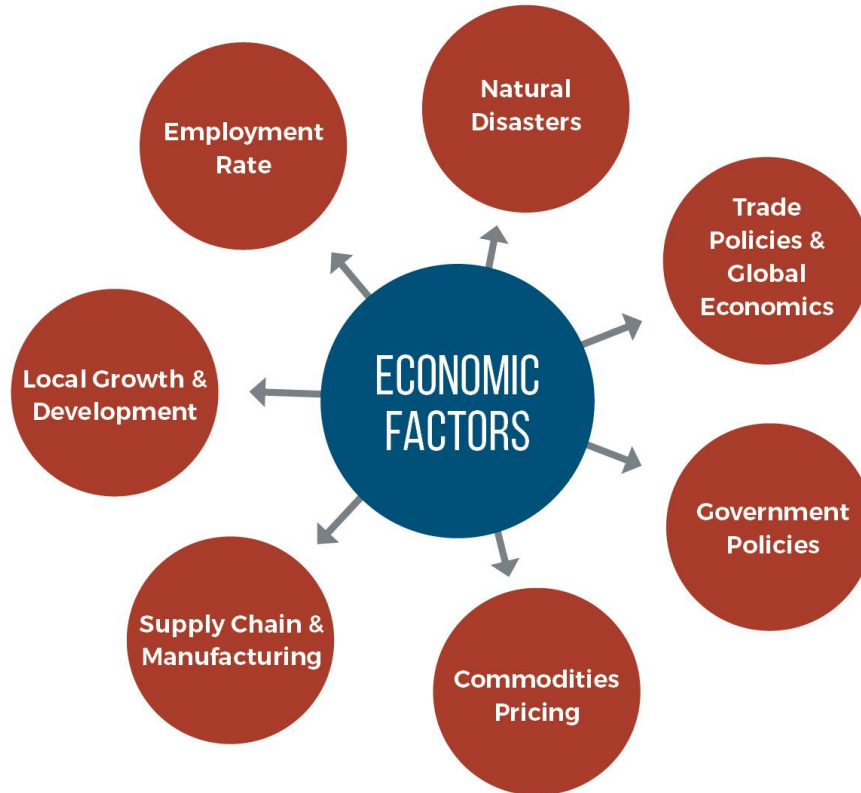 Natural
Disasters
Employment
Rate
Trade
Policies &
Global
Economics
ECONOMIC
FACTORS
Local Growth &
Development
Government
Policies
Supply Chain &
Manufacturing
Commodities
Pricing